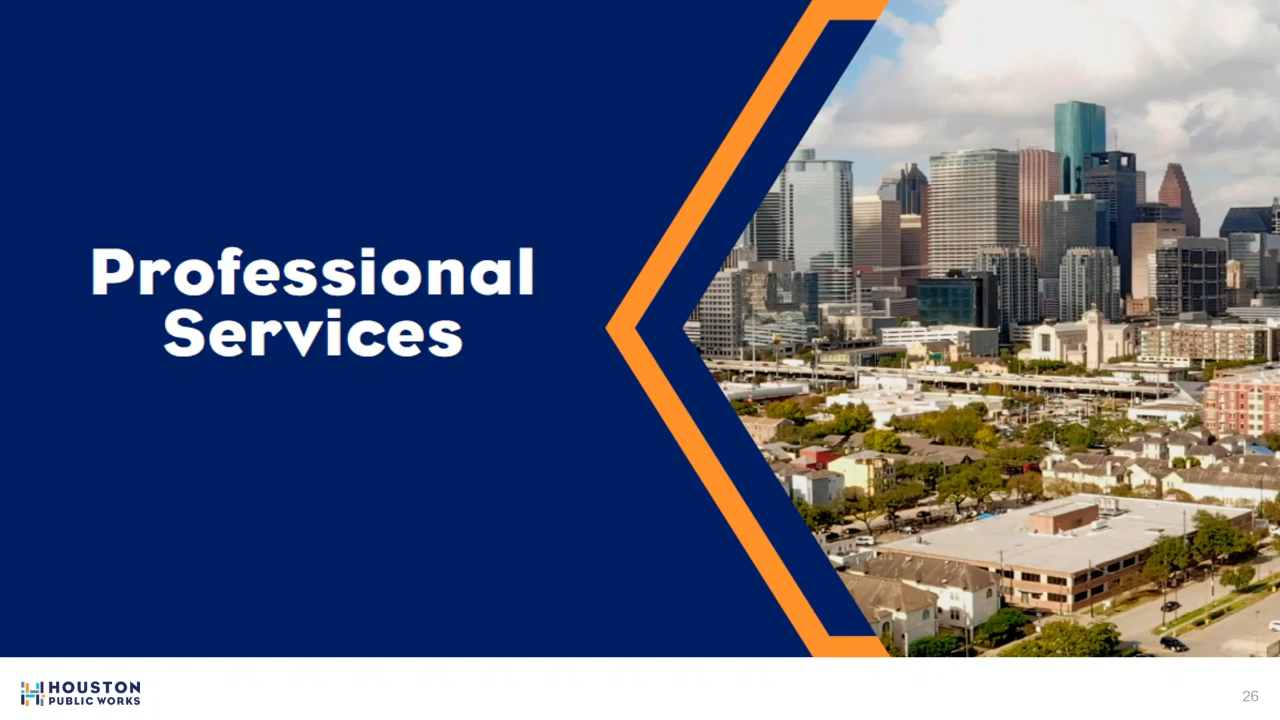 Professional
Services
HOUSTON
PUBLIC WORKS
26